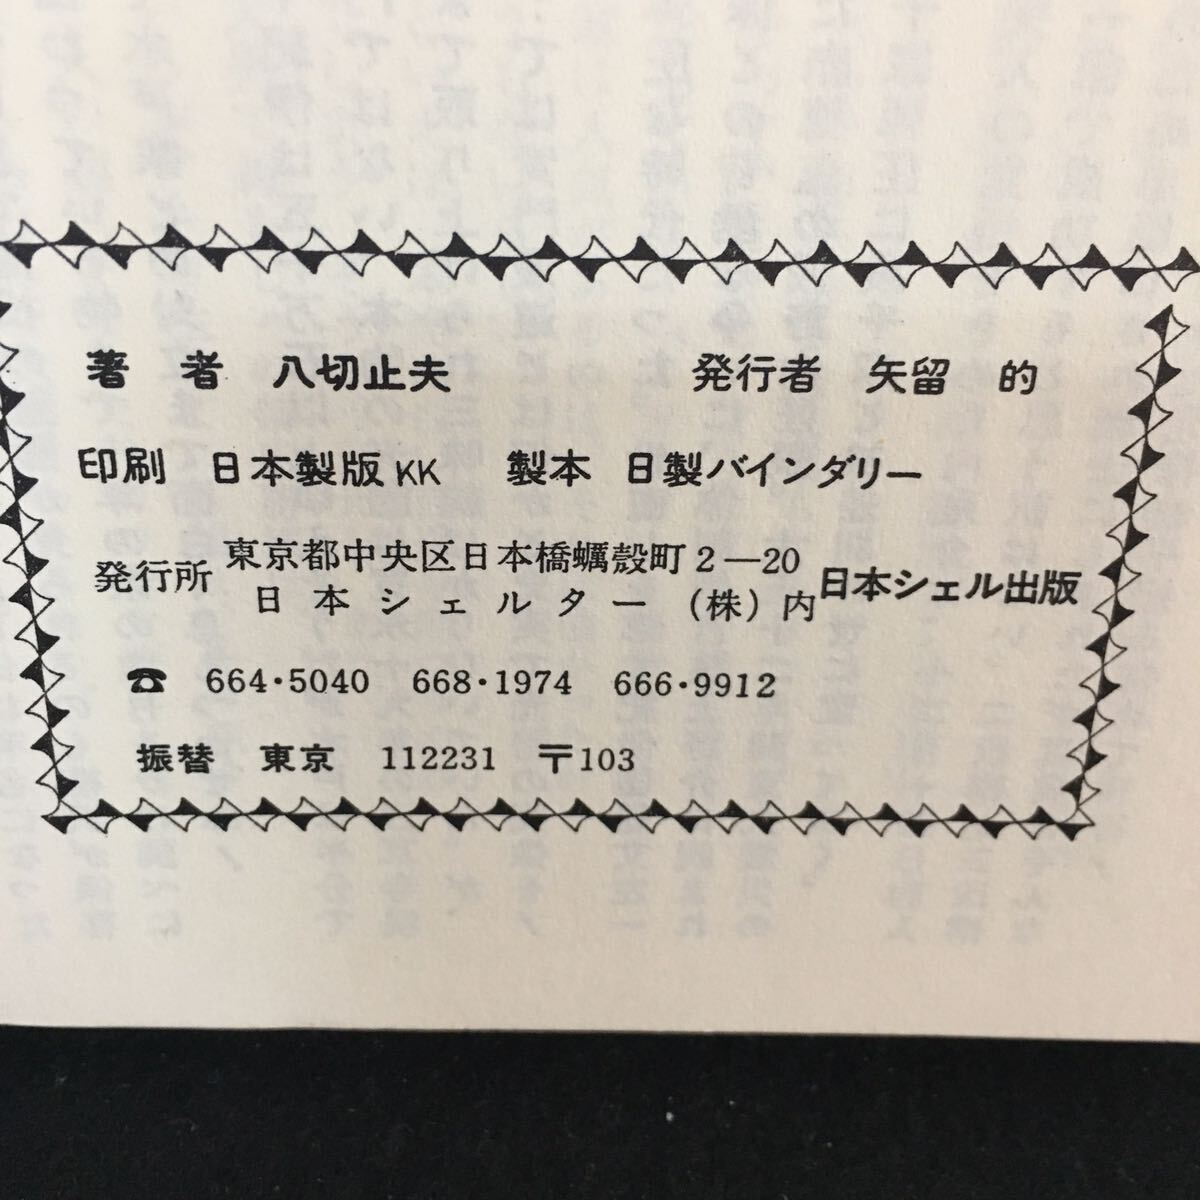 著者 八切止夫 発行者 矢留 的
印刷 日本製版KK 製本 日製バインダリー
発行所 東京都中央区日本橋蠣殻町2―20
日本シェルター(株)内 日本シェル出版
☎ 664・5040 668・1974 666・9912
振替 東京 112231 〒103